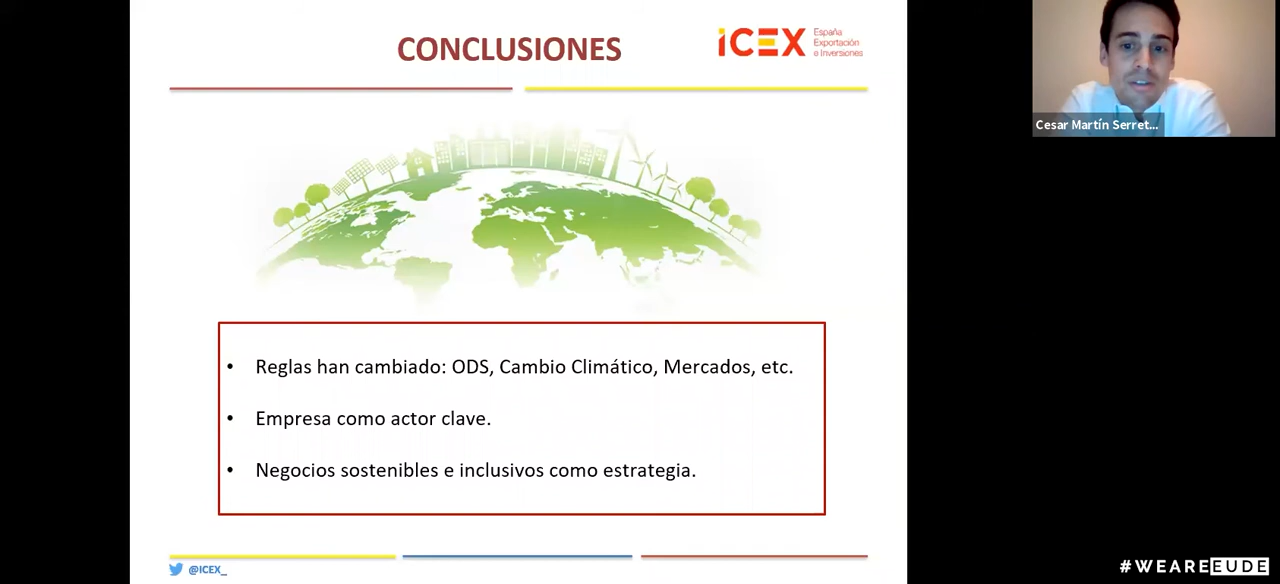 CONCLUSIONES
ICEX
España
Exportación
e Inversiones
Cesar Martín Serret...
• Reglas han cambiado: ODS, Cambio Climático, Mercados, etc.
• Empresa como actor clave.
• Negocios sostenibles e inclusivos como estrategia.
@ICEX_
#WEAREEUDE